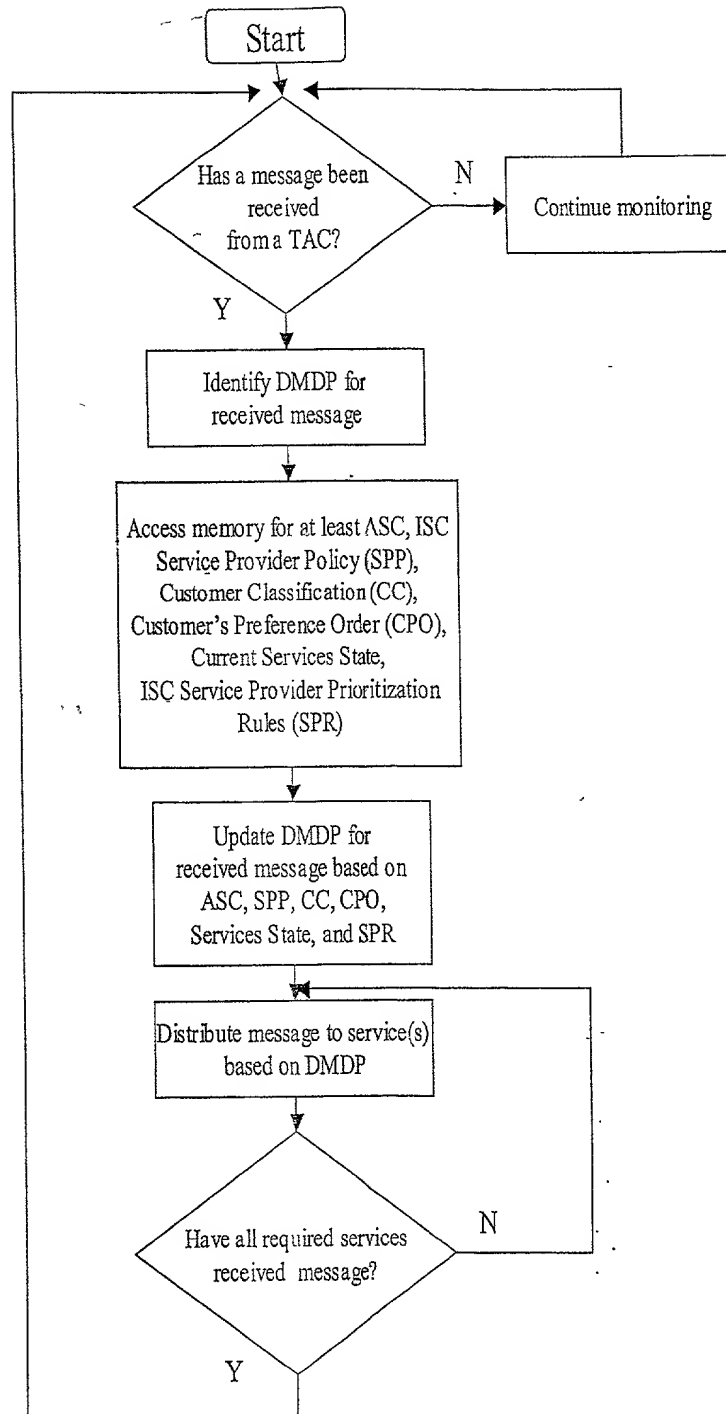 Start
Has a message been
received
from a TAC?
N
Continue monitoring
Y
Identify DMDP for
received message
Access memory for at least ASC, ISC
Service Provider Policy (SPP),
Customer Classification (CC),
Customer's Preference Order (CPO),
Current Services State,
ISC Service Provider Prioritization
Rules (SPR)
Update DMDP for
received message based on
ASC, SPP, CC, CPO,
Services State, and SPR
Distribute message to service(s)
based on DMDP
Have all required services
received message?
N
Y